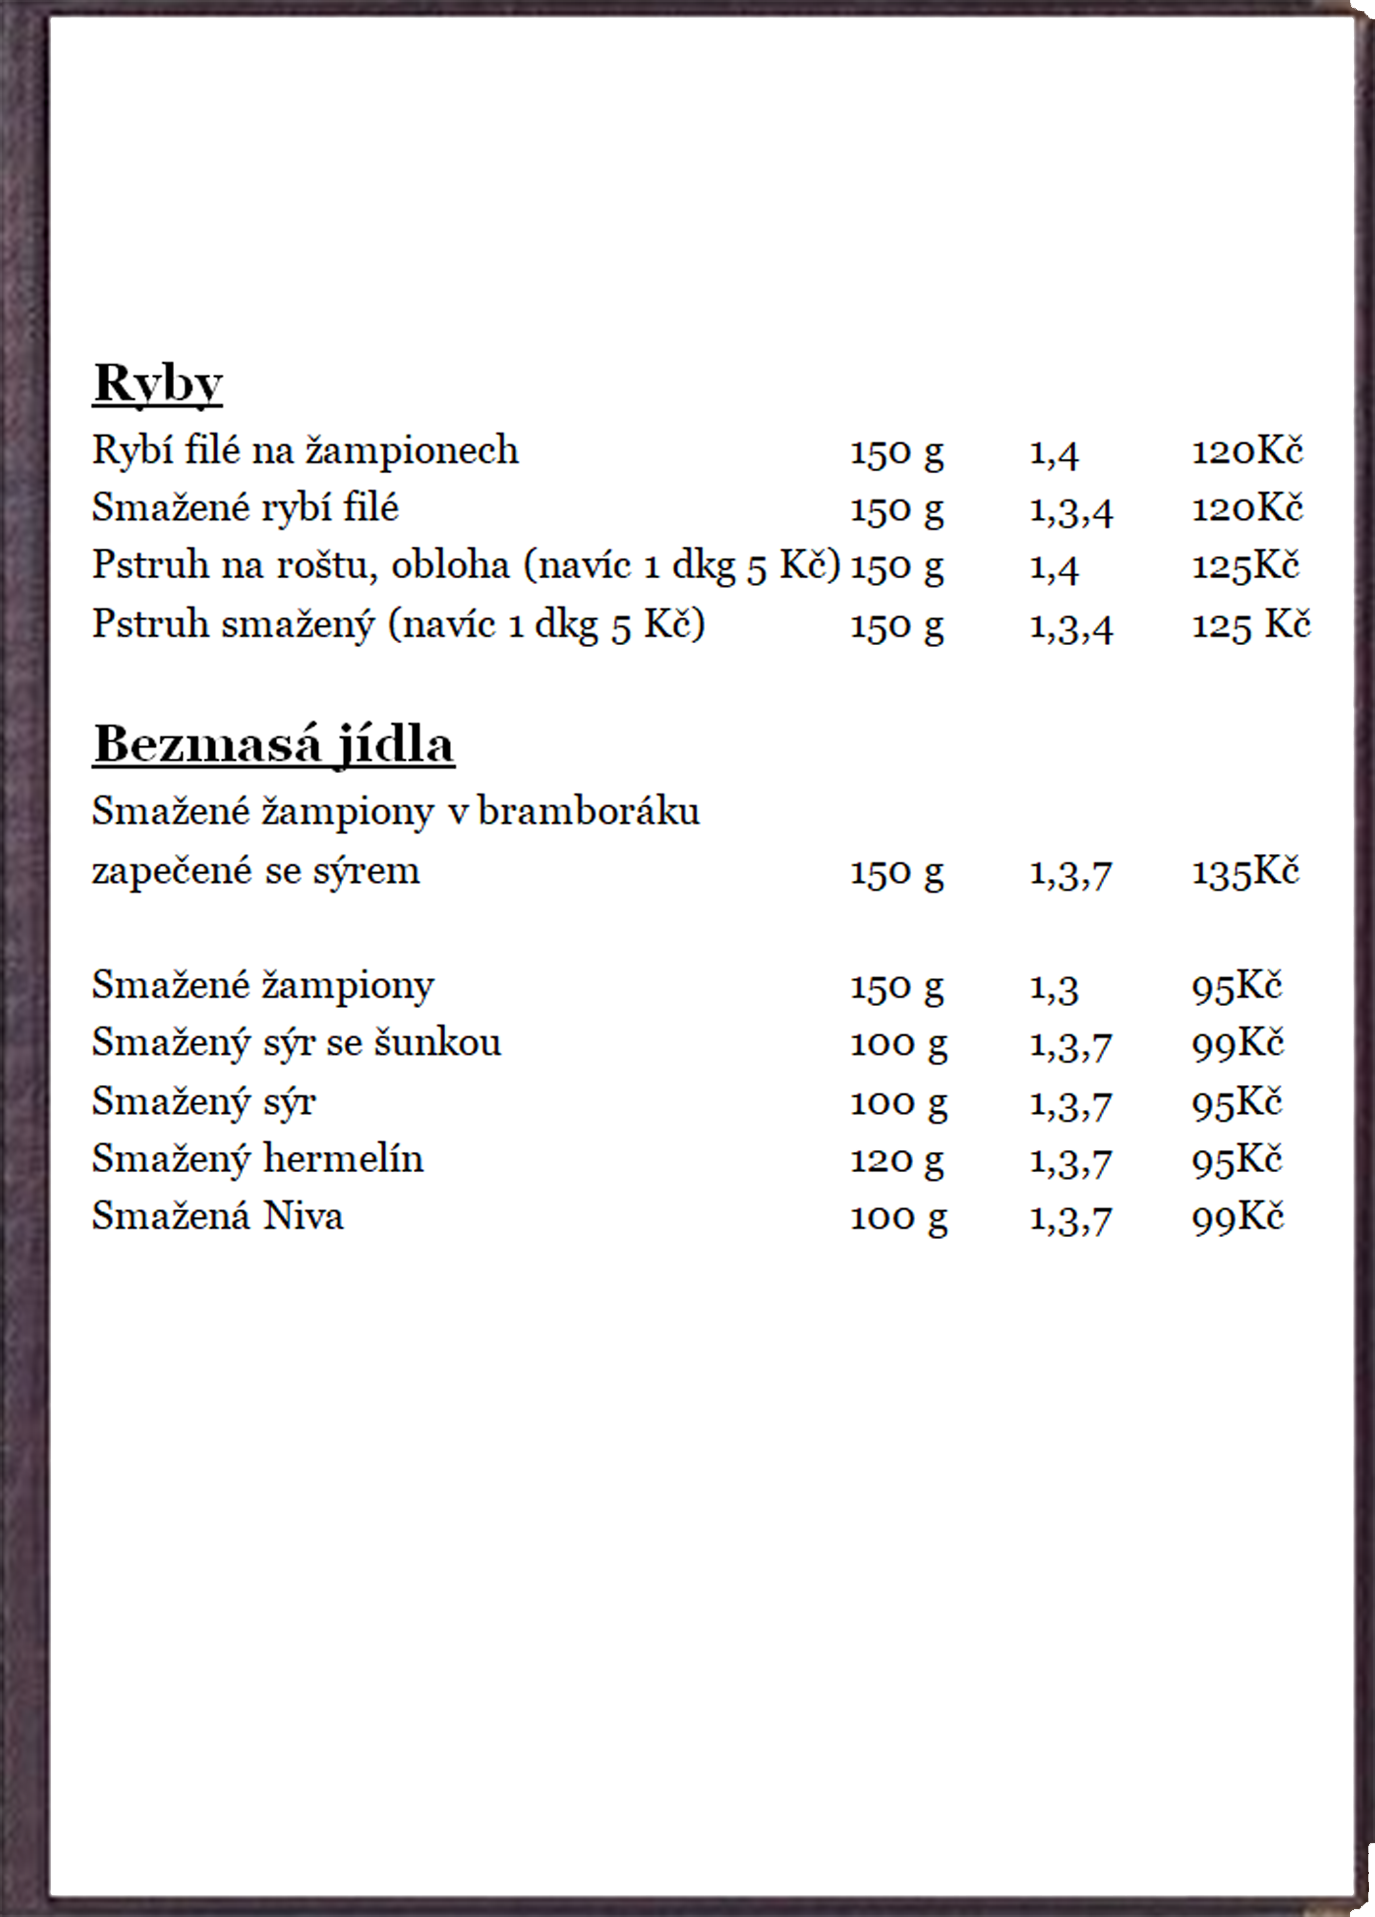 Ryby
Rybí filé na žampionech 150 g 1,4 120Kč
Smažené rybí filé 150 g 1,3,4 120Kč
Pstruh na roštu, obloha (navíc 1 dkg 5 Kč) 150 g 1,4 125Kč
Pstruh smažený (navíc 1 dkg 5 Kč) 150 g 1,3,4 125 Kč
Bezmasá jídla
Smažené žampiony v bramboráku
zapečené se sýrem 150 g 1,3,7 135Kč
Smažené žampiony 150 g 1,3 95Kč
Smažený sýr se šunkou 100 g 1,3,7 99Kč
Smažený sýr 100 g 1,3,7 95Kč
Smažený hermelín 120 g 1,3,7 95Kč
Smažená Niva 100 g 1,3,7 99Kč